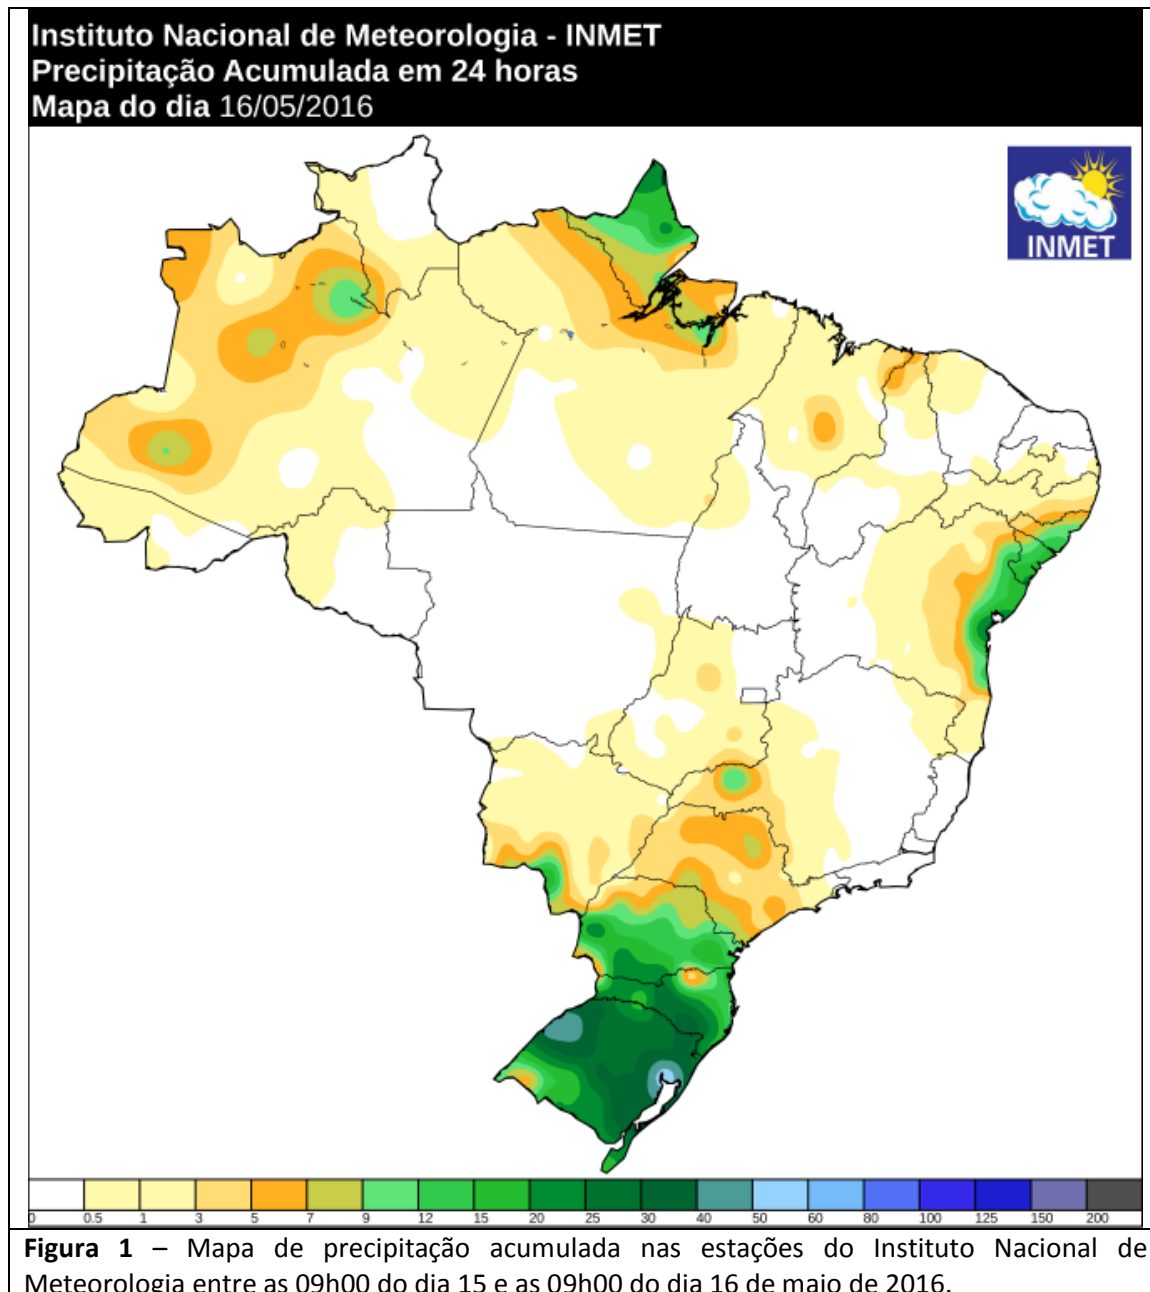 Instituto Nacional de Meteorologia - INMET
Precipitação Acumulada em 24 horas
Mapa do dia 16/05/2016
INMET
0 0.5 1 3 5 7 9 12 15 20 25 30 40 50 60 80 100 125 150 200
Figura 1 – Mapa de precipitação acumulada nas estações do Instituto Nacional de
Meteorologia entre as 09h00 do dia 15 e as 09h00 do dia 16 de maio de 2016.